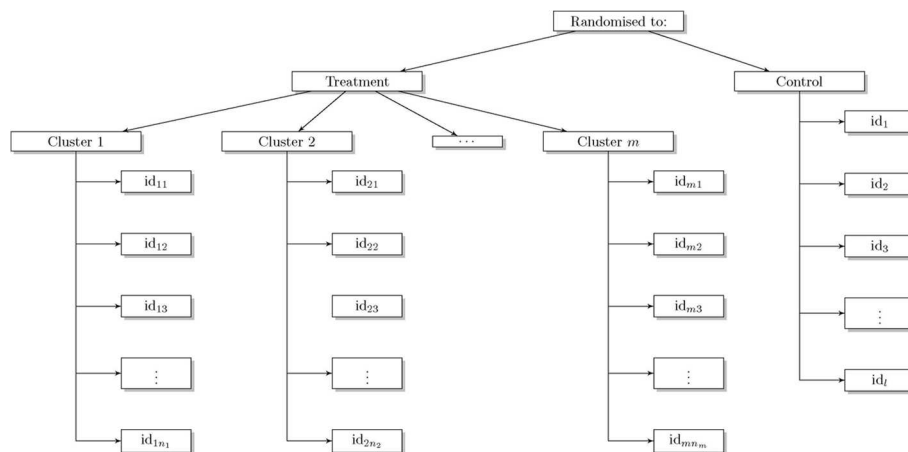 Randomised to:
Treatment
Control
Cluster 1
Cluster 2
...
Cluster m
id₁₁
id₁₂
id₁₃
⋮
id₁ₙ₁
id₂₁
id₂₂
id₂₃
⋮
id₂ₙ₂
idₘ₁
idₘ₂
idₘ₃
⋮
idₘₙₘ
id₁
id₂
id₃
⋮
idₗ